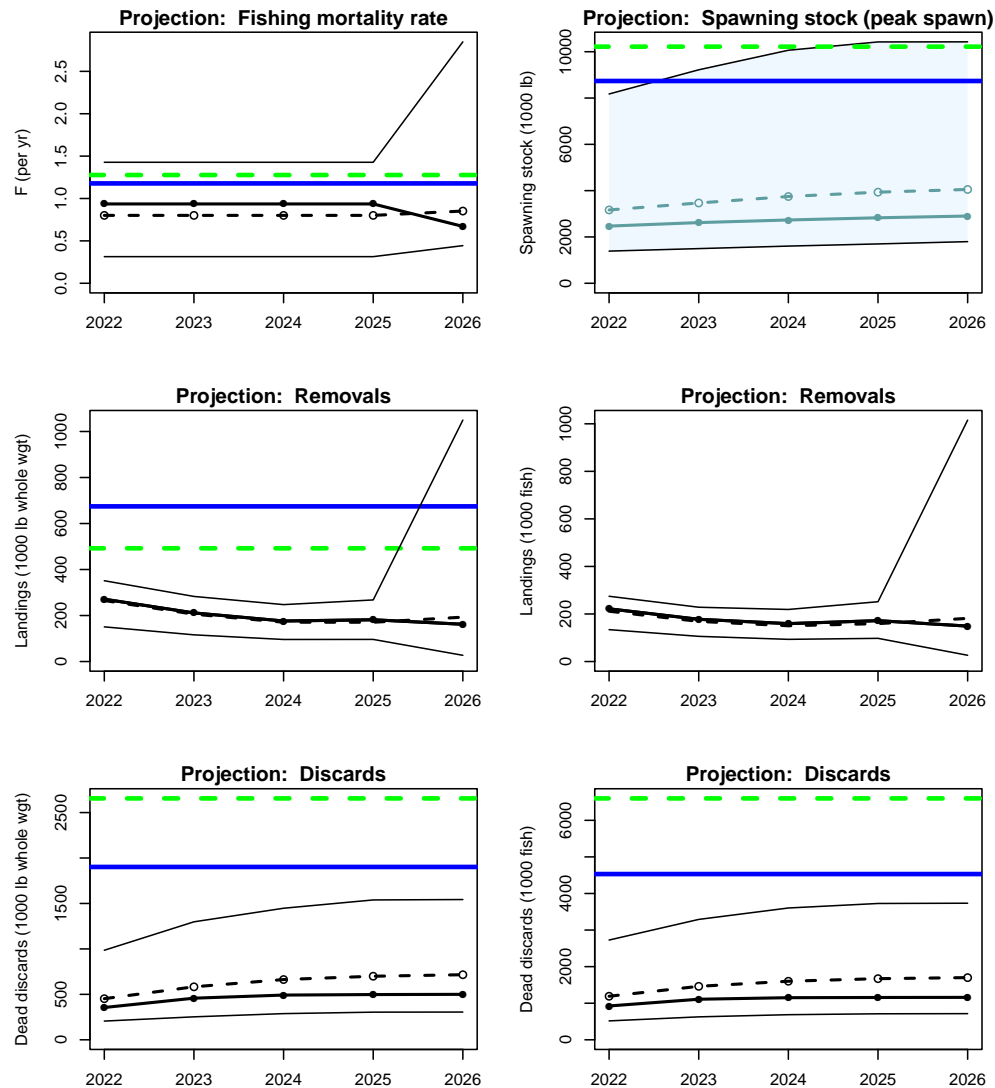 Projection: Fishing mortality rate
F (per yr)
0.0 0.5 1.0 1.5 2.0 2.5
2022 2023 2024 2025 2026
Projection: Spawning stock (peak spawn)
Spawning stock (1000 lb)
0 2000 6000 10000
2022 2023 2024 2025 2026
Projection: Removals
Landings (1000 lb whole wgt)
0 200 400 600 800 1000
2022 2023 2024 2025 2026
Projection: Removals
Landings (1000 fish)
0 200 400 600 800 1000
2022 2023 2024 2025 2026
Projection: Discards
Dead discards (1000 lb whole wgt)
0 500 1500 2500
2022 2023 2024 2025 2026
Projection: Discards
Dead discards (1000 fish)
0 2000 4000 6000
2022 2023 2024 2025 2026